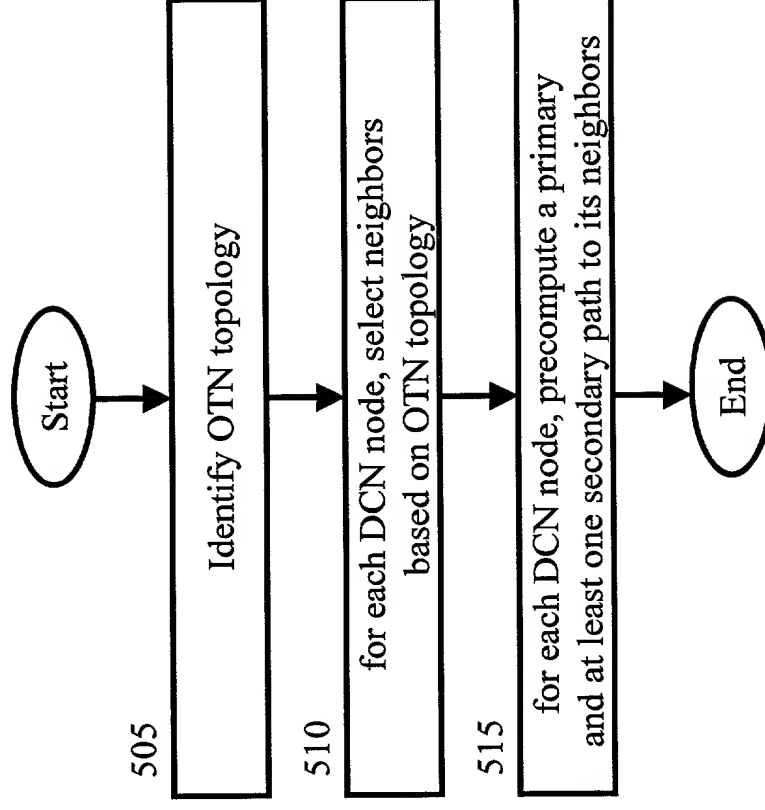 Start
505
Identify OTN topology
510
for each DCN node, select neighbors
based on OTN topology
515
for each DCN node, precompute a primary
and at least one secondary path to its neighbors
End